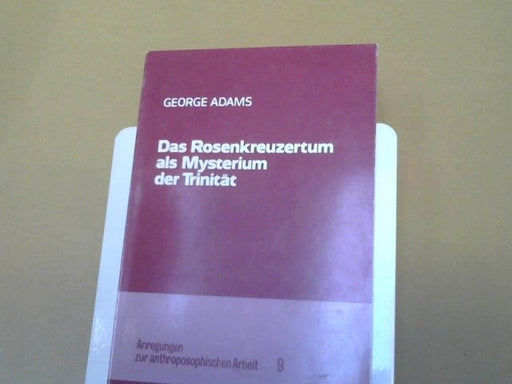 GEORGE ADAMS
Das Rosenkreuzertum
als Mysterium
der Trinität
Anregungen
zur anthroposophischen Arbeit 9